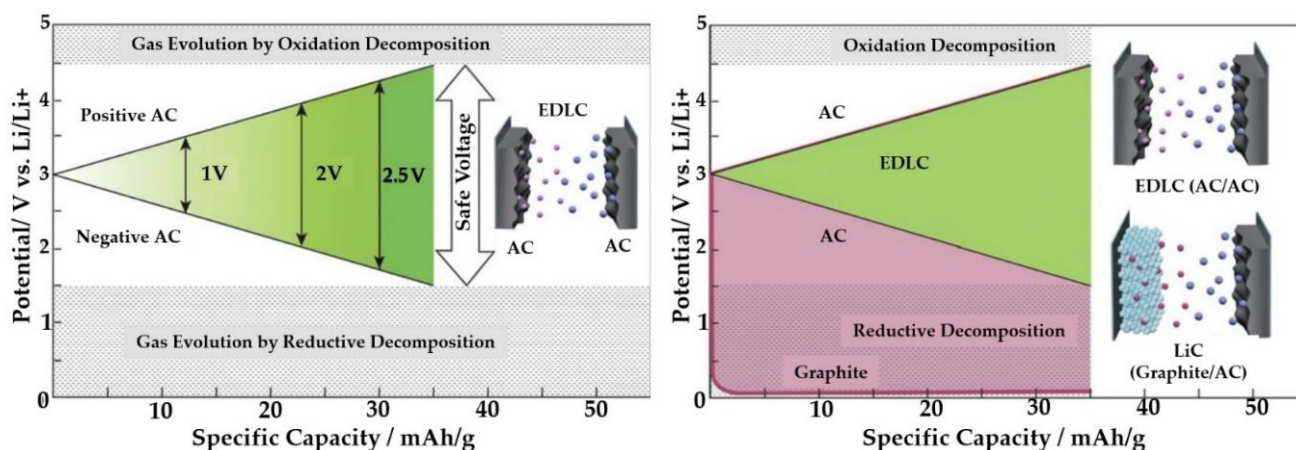 5
Gas Evolution by Oxidation Decomposition
4
Positive AC
3
1V
2V
2.5 V
Safe Voltage
EDLC
AC
AC
Negative AC
2
1
Gas Evolution by Reductive Decomposition
0
10
20
30
40
50
Potential/ V vs. Li/Li+
Specific Capacity / mAh/g
5
Oxidation Decomposition
4
AC
3
EDLC
EDLC (AC/AC)
AC
2
1
Reductive Decomposition
Graphite
LiC
(Graphite/AC)
0
10
20
30
40
50
Potential/ V vs. Li/Li+
Specific Capacity / mAh/g